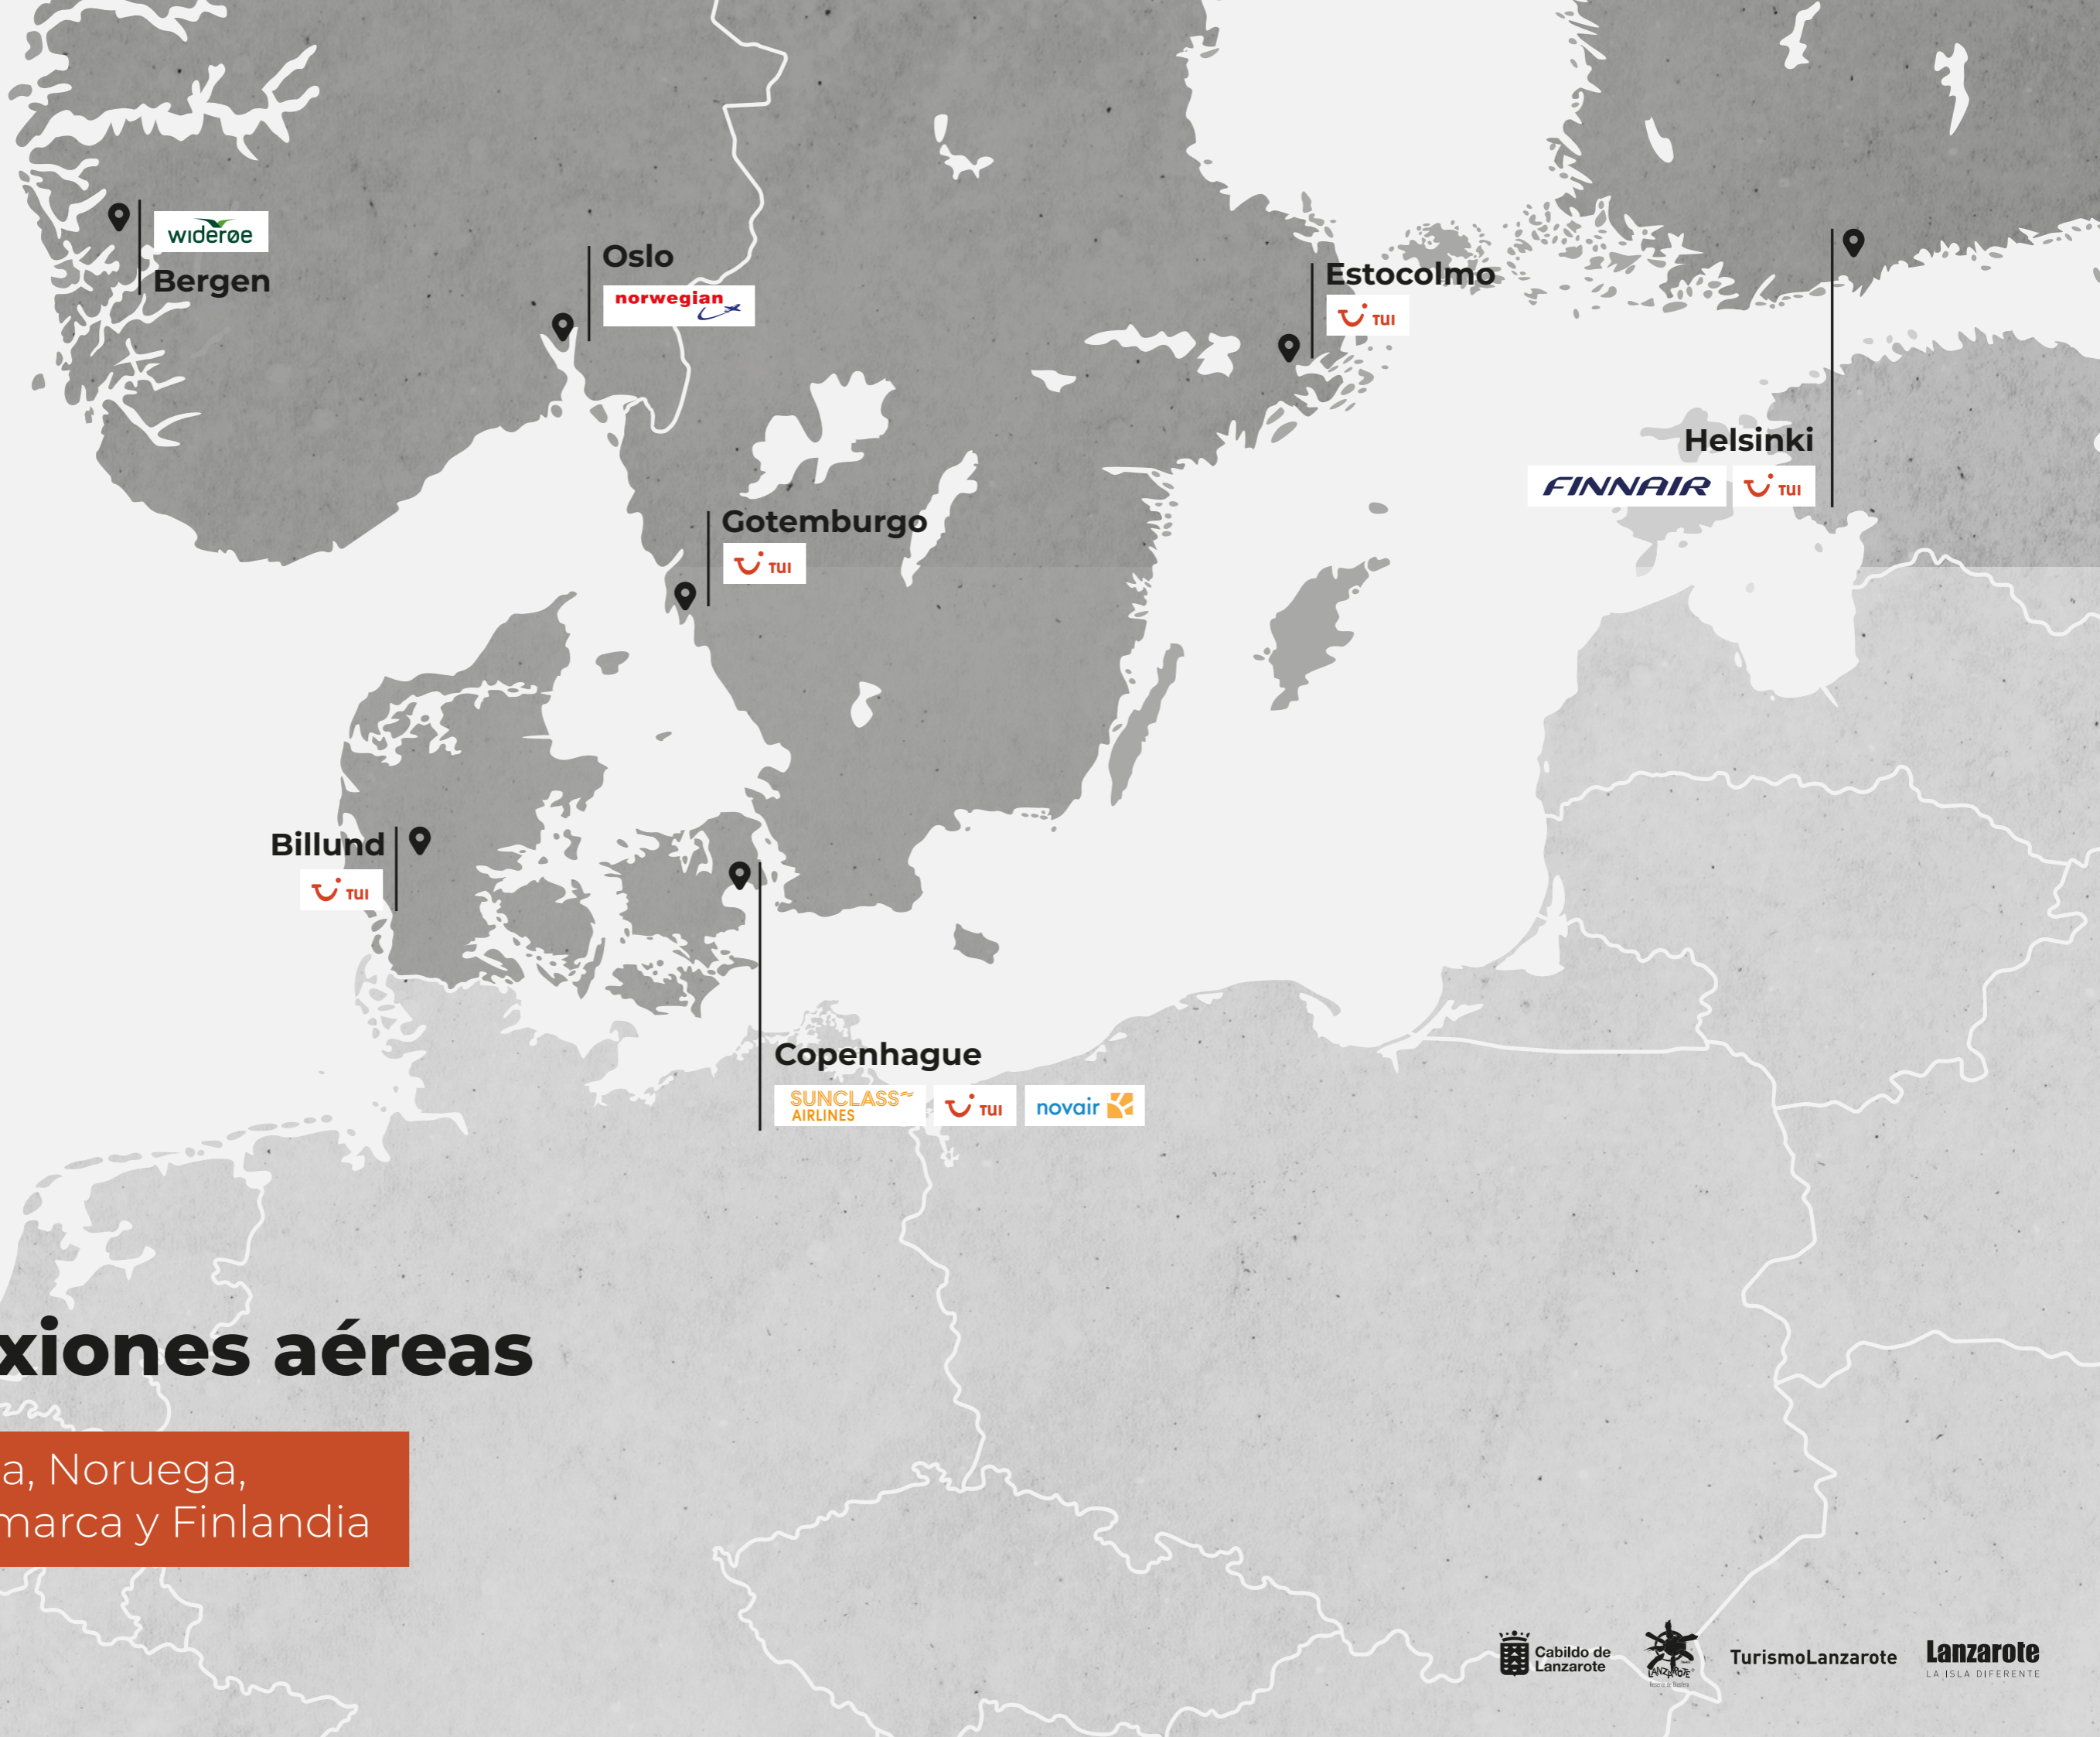 widerøe
Bergen
Oslo
norwegian
Estocolmo
TUI
Helsinki
FINNAIR TUI
Gotemburgo
TUI
Billund
TUI
Copenhague
SUNCLASS AIRLINES
TUI
novair
xiones aéreas
a, Noruega,
marca y Finlandia
Cabildo de
Lanzarote
LANZAROTE
TurismoLanzarote
Lanzarote
LA ISLA DIFERENTE